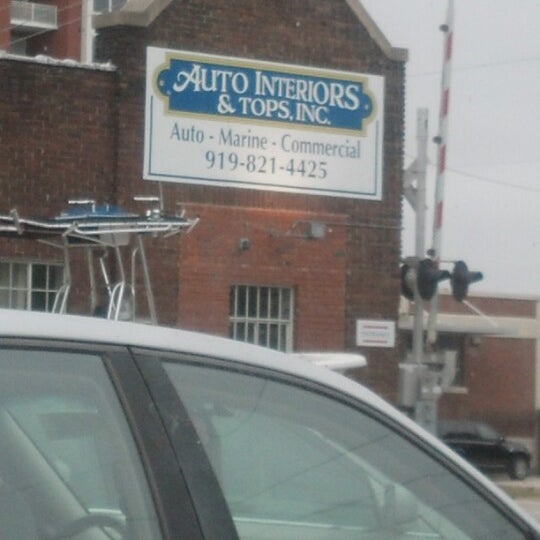 AUTO INTERIORS
& TOPS, INC.
Auto - Marine - Commercial
919-821-4425